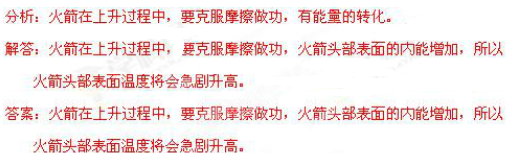 分析：火箭在上升过程中，要克服摩擦做功，有能量的转化。
解答：火箭在上升过程中，要克服摩擦做功，火箭头部表面的内能增加，所以
火箭头部表面温度将会急剧升高。
答案：火箭在上升过程中，要克服摩擦做功，火箭头部表面的内能增加，所以
火箭头部表面温度将会急剧升高。